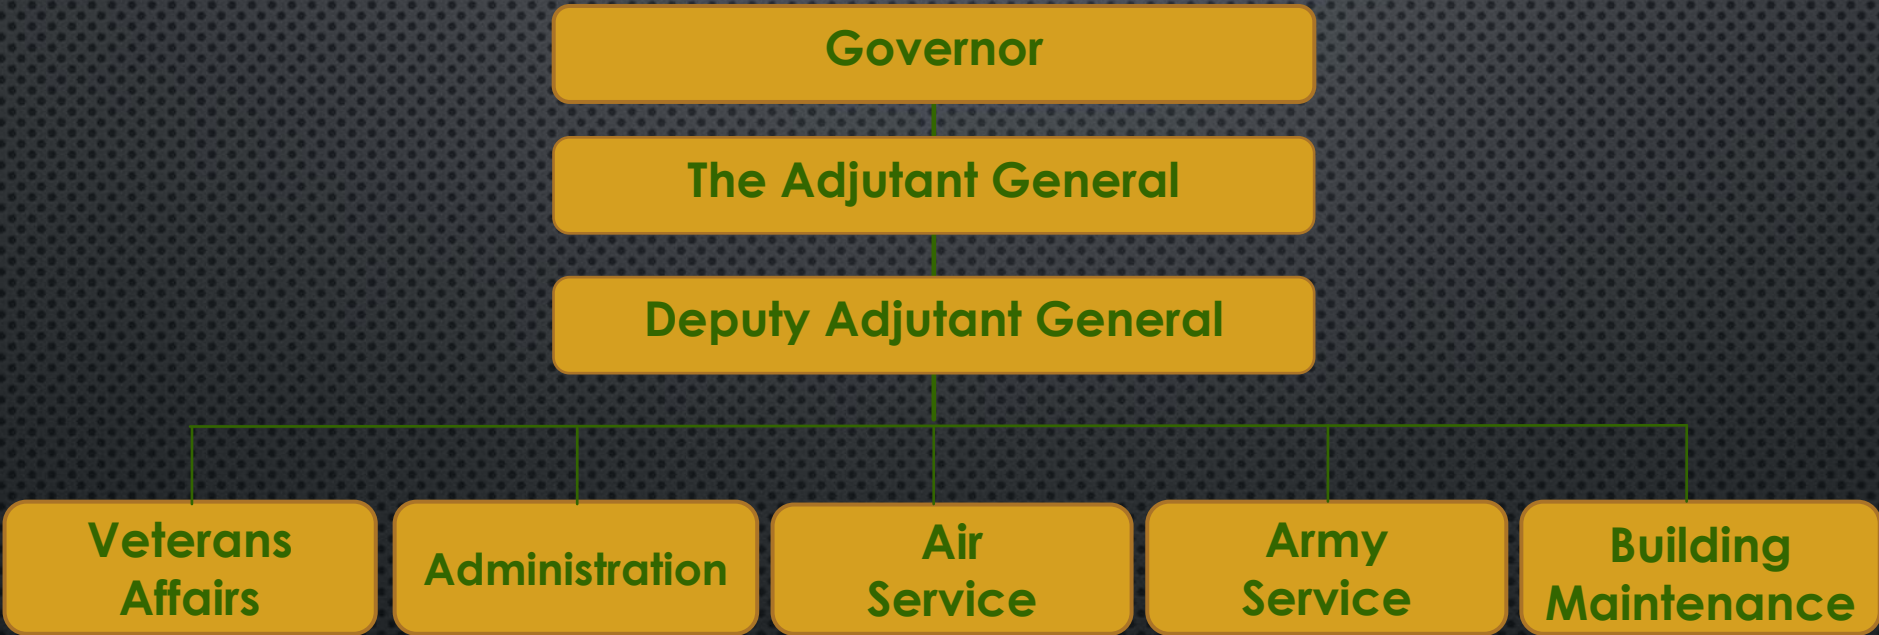 Governor
The Adjutant General
Deputy Adjutant General
Veterans
Affairs
Administration
Air
Service
Army
Service
Building
Maintenance